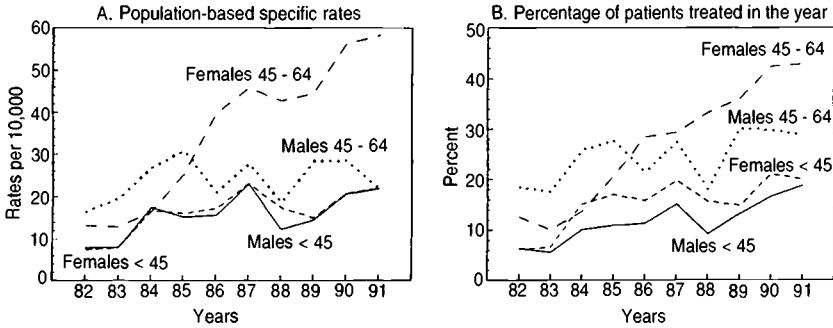 A. Population-based specific rates
60
50
40
30
20
10
0
Rates per 10,000
Females 45 - 64
Males 45 - 64
Males < 45
Females < 45
82 83 84 85 86 87 88 89 90 91
Years
B. Percentage of patients treated in the year
50
40
30
20
10
0
Percent
Females 45 - 64
Males 45 - 64
Females < 45
Males < 45
82 83 84 85 86 87 88 89 90 91
Years